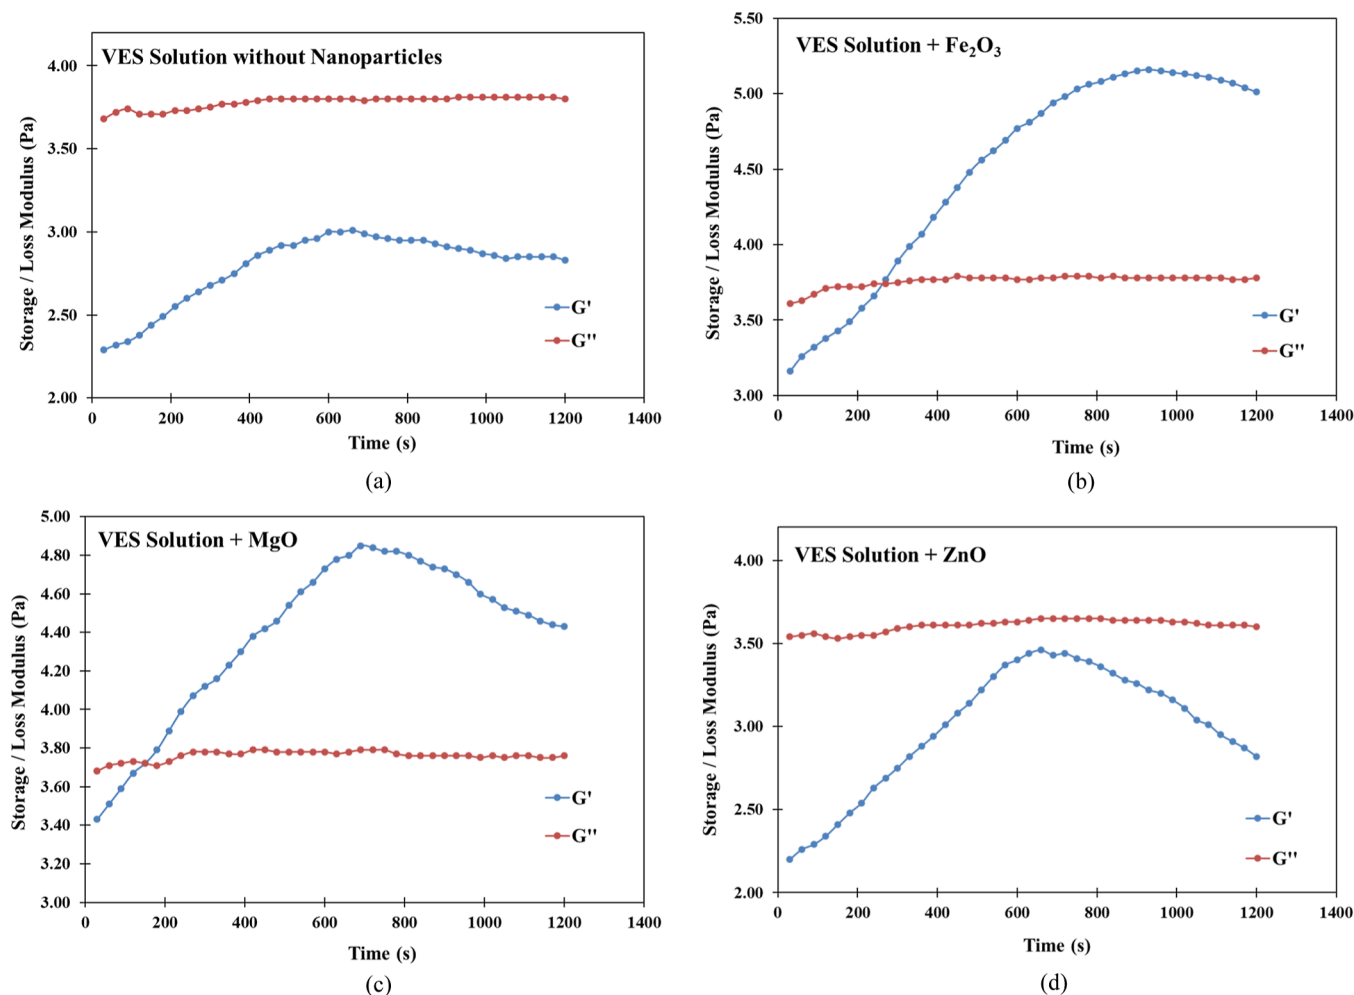 VES Solution without Nanoparticles
4.00
3.50
3.00
2.50
2.00
Storage / Loss Modulus (Pa)
G'
G''
0 200 400 600 800 1000 1200 1400
Time (s)
(a)
VES Solution + Fe₂O₃
5.50
5.00
4.50
4.00
3.50
3.00
Storage / Loss Modulus (Pa)
G'
G''
0 200 400 600 800 1000 1200 1400
Time (s)
(b)
VES Solution + MgO
5.00
4.80
4.60
4.40
4.20
4.00
3.80
3.60
3.40
3.20
3.00
Storage / Loss Modulus (Pa)
G'
G''
0 200 400 600 800 1000 1200 1400
Time (s)
(c)
VES Solution + ZnO
4.00
3.50
3.00
2.50
2.00
Storage / Loss Modulus (Pa)
G'
G''
0 200 400 600 800 1000 1200 1400
Time (s)
(d)